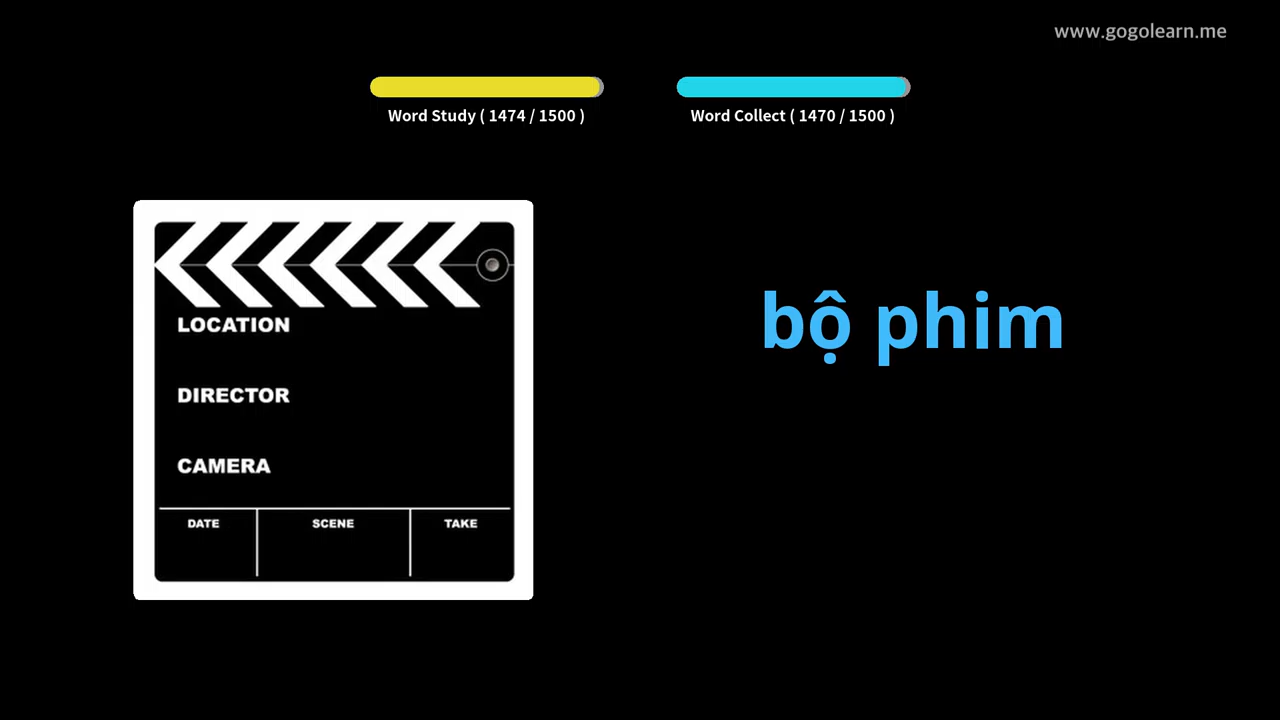 www.gogolearn.me
Word Study ( 1474 / 1500 )
Word Collect ( 1470 / 1500 )
LOCATION
DIRECTOR
CAMERA
DATE
SCENE
TAKE
bộ phim